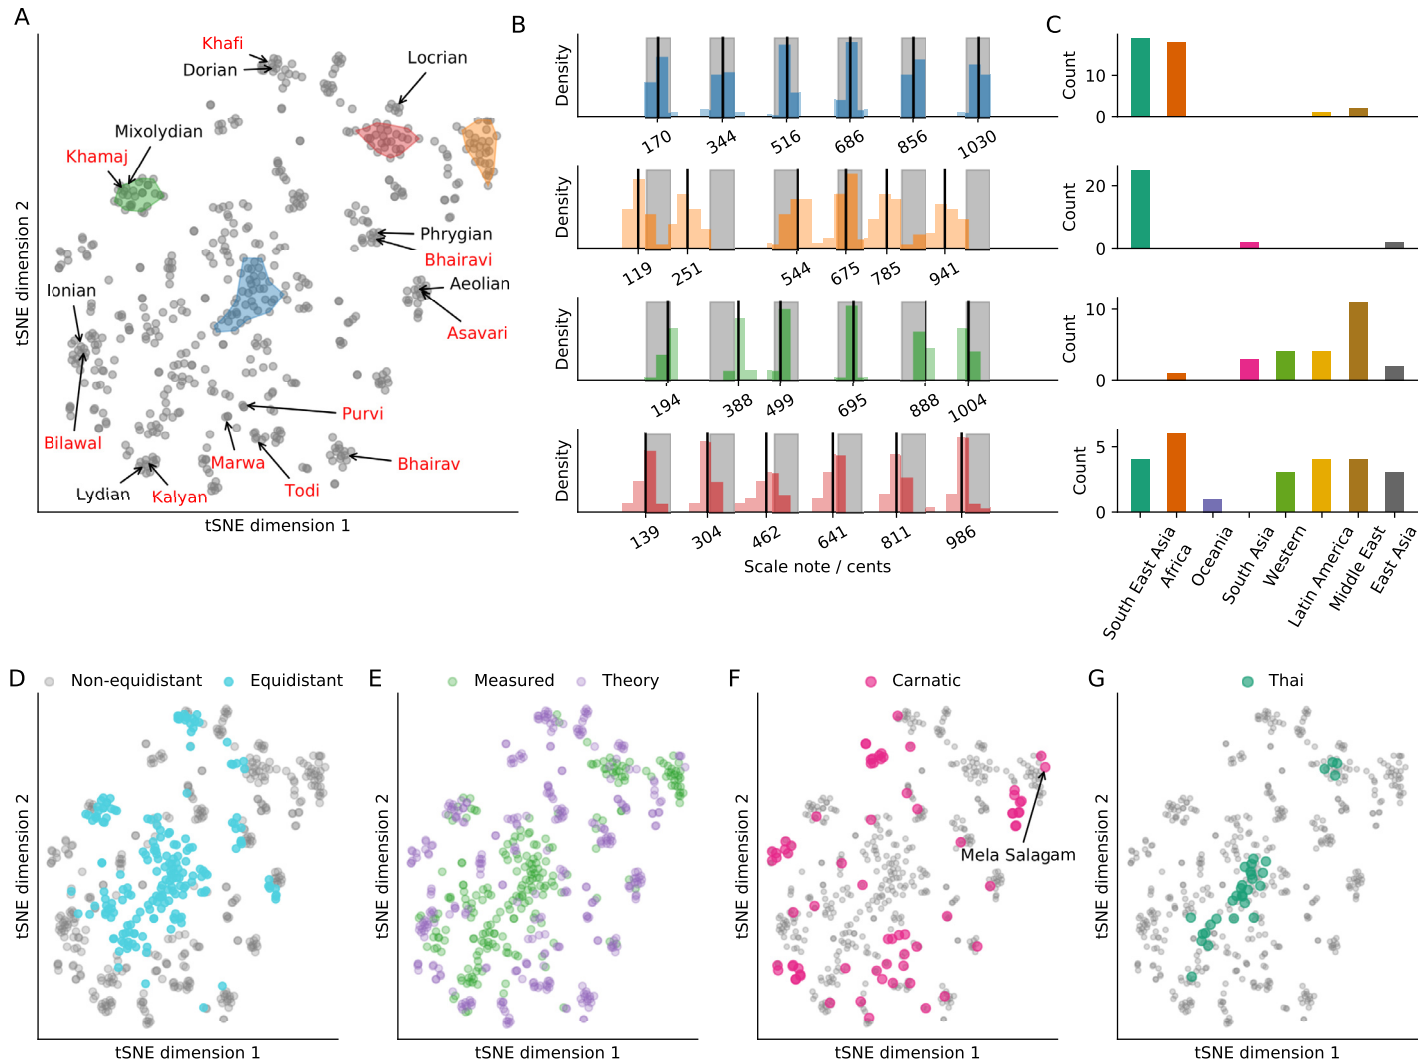 A
tSNE dimension 2
tSNE dimension 1
Khafi
Dorian
Locrian
Mixolydian
Khamaj
Phrygian
Bhairavi
Ionian
Aeolian
Asavari
Purvi
Bilawal
Marwa
Bhairav
Todi
Lydian
Kalyan
B
Density
170 344 516 686 856 1030
Density
119 251 544 675 785 941
Density
194 388 499 695 888 1004
Density
139 304 462 641 811 986
Scale note / cents
C
Count
10
0
Count
20
0
Count
10
0
Count
5
0
South East Asia
Africa
Oceania
South Asia
Western
Latin America
Middle East
East Asia
D
Non-equidistant Equidistant
tSNE dimension 2
tSNE dimension 1
E
Measured Theory
tSNE dimension 2
tSNE dimension 1
F
Carnatic
Mela Salagam
tSNE dimension 2
tSNE dimension 1
G
Thai
tSNE dimension 2
tSNE dimension 1